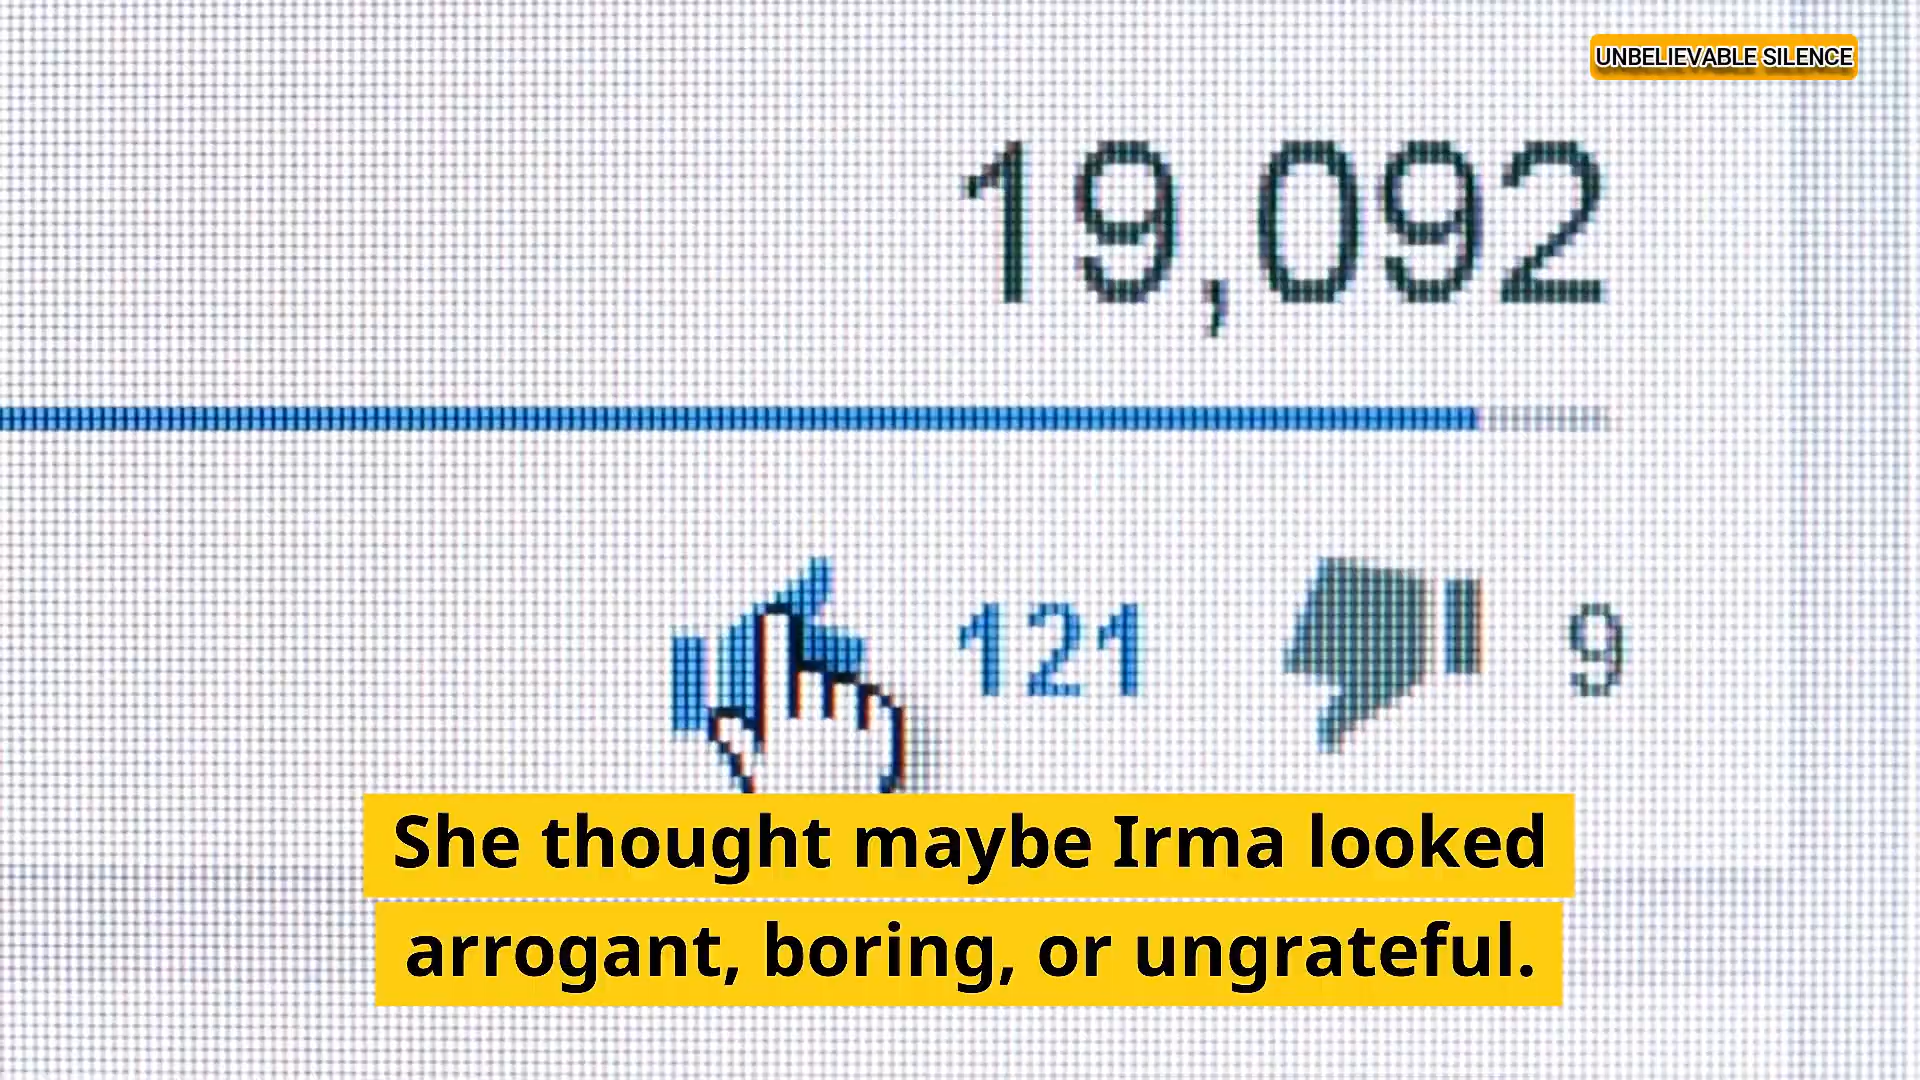 UNBELIEVABLE SILENCE
19,092
121 9
She thought maybe Irma looked
arrogant, boring, or ungrateful.